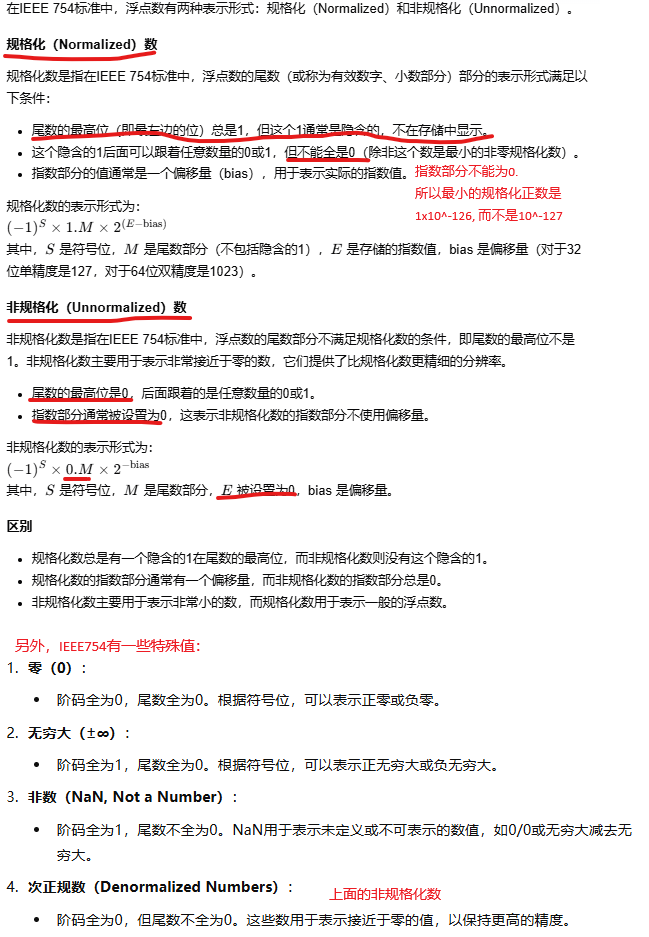 在IEEE 754标准中，浮点数有两种表示形式：规格化（Normalized）和非规格化（Unnormalized）。
规格化（Normalized）数
规格化数是指在IEEE 754标准中，浮点数的尾数（或称为有效数字、小数部分）部分的表示形式满足以
下条件：
• 尾数的最高位（即最左边的位）总是1，但这个1通常是隐含的，不在存储中显示。
• 这个隐含的1后面可以跟着任意数量的0或1，但不能全是0（除非这个数是最小的非零规格化数）。
• 指数部分的值通常是一个偏移量（bias），用于表示实际的指数值。
指数部分不能为0.
所以最小的规格化正数是
1x10^-126, 而不是10^-127
规格化数的表示形式为：
(−1)^S × 1.M × 2^(E−bias)
其中，S 是符号位，M 是尾数部分（不包括隐含的1），E 是存储的指数值，bias 是偏移量（对于32
位单精度是127，对于64位双精度是1023）。
非规格化（Unnormalized）数
非规格化数是指在IEEE 754标准中，浮点数的尾数部分不满足规格化数的条件，即尾数的最高位不是
1。非规格化数主要用于表示非常接近于零的数，它们提供了比规格化数更精细的分辨率。
• 尾数的最高位是0，后面跟着的是任意数量的0或1。
• 指数部分通常被设置为0，这表示非规格化数的指数部分不使用偏移量。
非规格化数的表示形式为：
(−1)^S × 0.M × 2^−bias
其中，S 是符号位，M 是尾数部分，E 被设置为0，bias 是偏移量。
区别
• 规格化数总是有一个隐含的1在尾数的最高位，而非规格化数则没有这个隐含的1。
• 规格化数的指数部分通常有一个偏移量，而非规格化数的指数部分总是0。
• 非规格化数主要用于表示非常小的数，而规格化数用于表示一般的浮点数。
另外，IEEE754有一些特殊值：
1. 零（0）：
• 阶码全为0，尾数全为0。根据符号位，可以表示正零或负零。
2. 无穷大（±∞）：
• 阶码全为1，尾数全为0。根据符号位，可以表示正无穷大或负无穷大。
3. 非数（NaN, Not a Number）：
• 阶码全为1，尾数不全为0。NaN用于表示未定义或不可表示的数值，如0/0或无穷大减去无
穷大。
4. 次正规数（Denormalized Numbers）：
上面的非规格化数
• 阶码全为0，但尾数不全为0。这些数用于表示接近于零的值，以保持更高的精度。